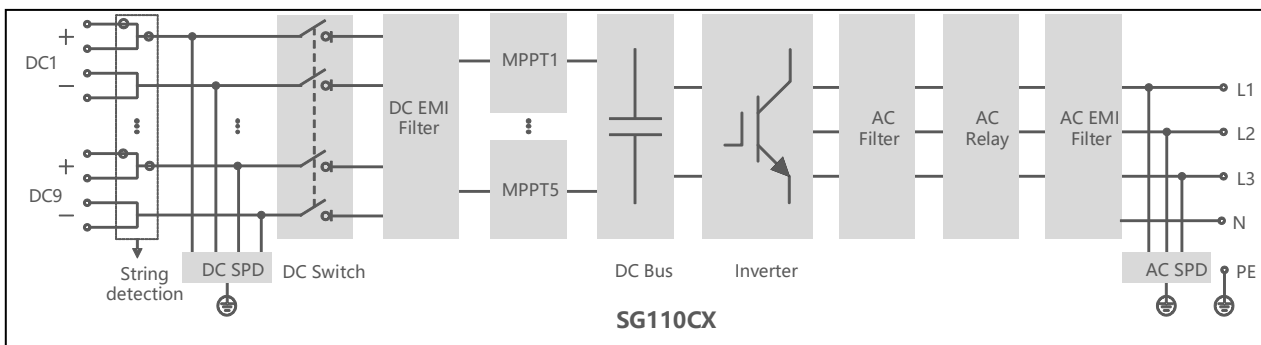 +
DC1
−
+
DC9
−
String
detection
DC SPD
DC Switch
DC EMI
Filter
MPPT1
MPPT5
DC Bus
Inverter
AC
Filter
AC
Relay
AC EMI
Filter
L1
L2
L3
N
AC SPD
PE
SG110CX